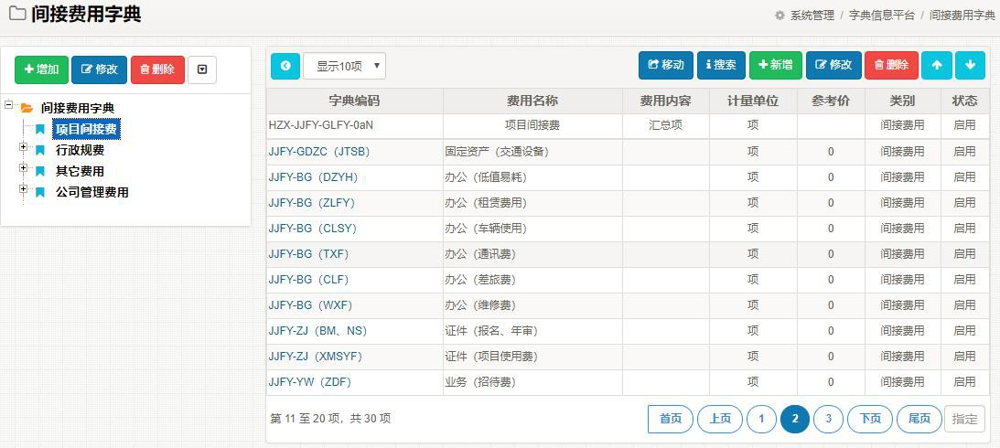 间接费用字典
系统管理 / 字典信息平台 / 间接费用字典
增加 修改 删除
间接费用字典
项目间接费
行政规费
其它费用
公司管理费用
显示10项 移动 搜索 新增 修改 删除
字典编码 费用名称 费用内容 计量单位 参考价 类别 状态
HZX-JJFY-GLFY-0aN 项目间接费 汇总项 项 间接费用 启用
JJFY-GDZC（JTSB） 固定资产（交通设备） 项 0 间接费用 启用
JJFY-BG（DZYH） 办公（低值易耗） 项 0 间接费用 启用
JJFY-BG（ZLFY） 办公（租赁费用） 项 0 间接费用 启用
JJFY-BG（CLSY） 办公（车辆使用） 项 0 间接费用 启用
JJFY-BG（TXF） 办公（通讯费） 项 0 间接费用 启用
JJFY-BG（CLF） 办公（差旅费） 项 0 间接费用 启用
JJFY-BG（WXF） 办公（维修费） 项 0 间接费用 启用
JJFY-ZJ（BM、NS） 证件（报名、年审） 项 0 间接费用 启用
JJFY-ZJ（XMSYF） 证件（项目使用费） 项 0 间接费用 启用
JJFY-YW（ZDF） 业务（招待费） 项 0 间接费用 启用
第 11 至 20 项，共 30 项 首页 上页 1 2 3 下页 尾页 指定